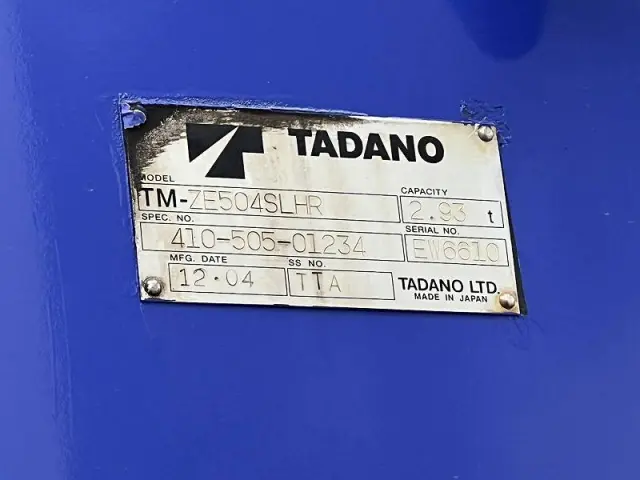 TADANO
MODEL
TM-ZE504SLHR
CAPACITY
2.93 t
SPEC. NO.
410-505-01234
SERIAL NO.
EW6610
MFG. DATE
12·04
SS NO.
TTA
TADANO LTD.
MADE IN JAPAN